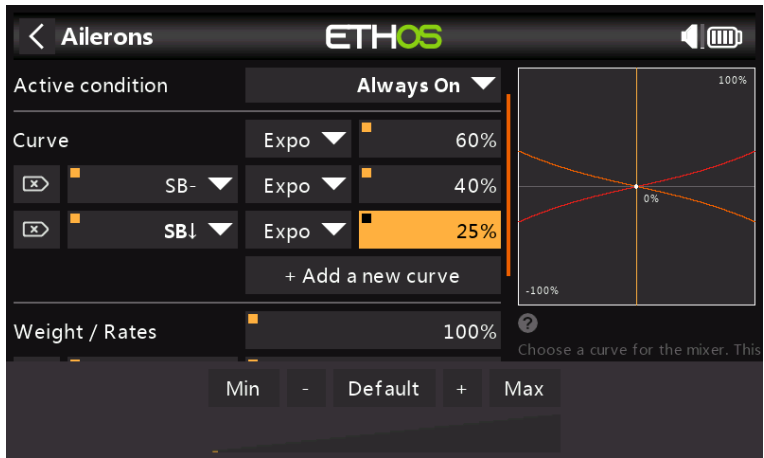 Ailerons
ETHOS
Active condition Always On
100%
Curve Expo 60%
SB- Expo 40%
0%
SB↓ Expo 25%
+ Add a new curve
-100%
Weight / Rates 100%
?
Choose a curve for the mixer. This
Min - Default + Max